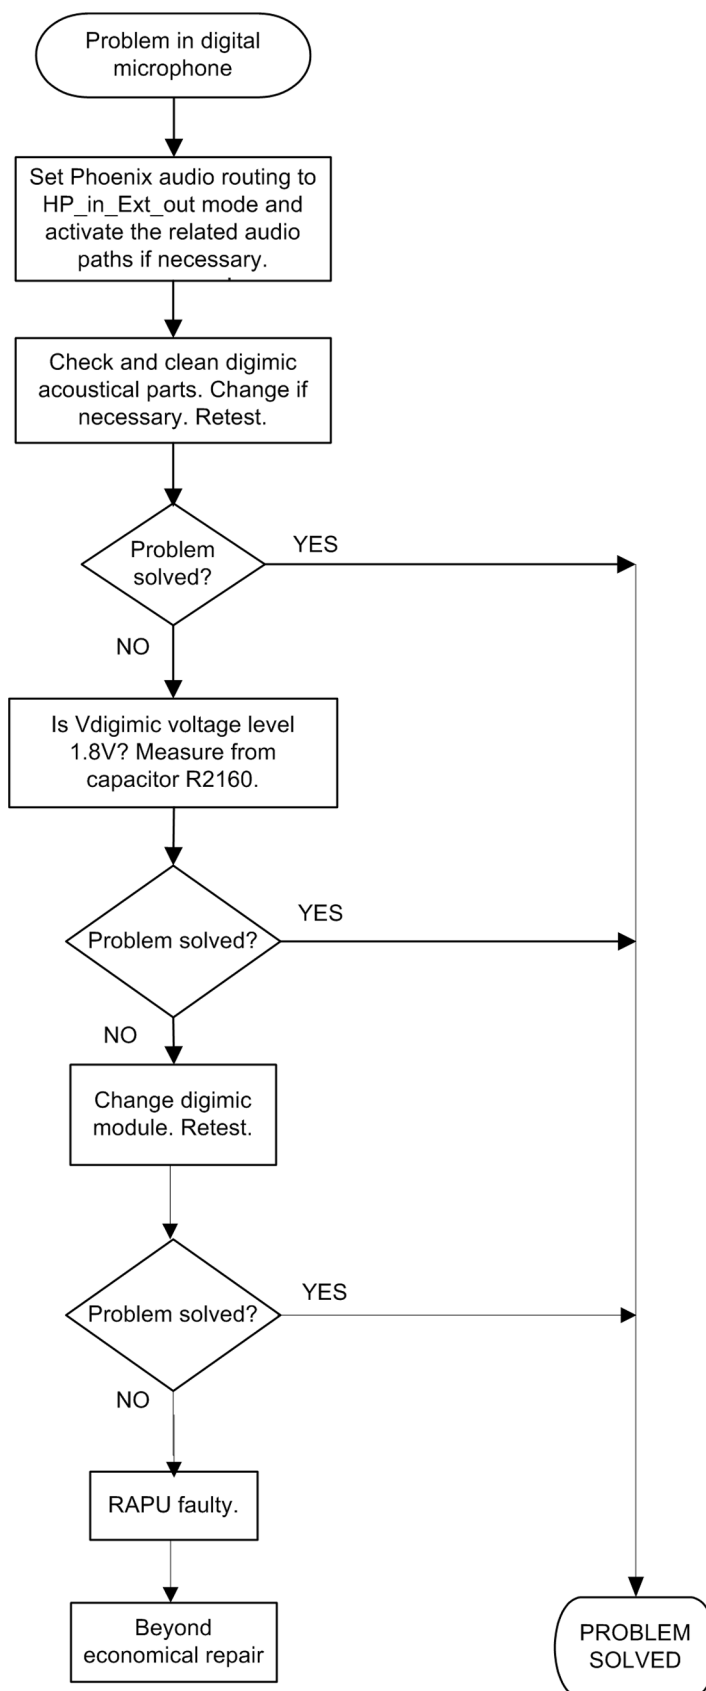 Problem in digital
microphone
Set Phoenix audio routing to
HP_in_Ext_out mode and
activate the related audio
paths if necessary.
Check and clean digimic
acoustical parts. Change if
necessary. Retest.
Problem
solved?
YES
NO
Is Vdigimic voltage level
1.8V? Measure from
capacitor R2160.
Problem solved?
YES
NO
Change digimic
module. Retest.
Problem solved?
YES
NO
RAPU faulty.
Beyond
economical repair
PROBLEM
SOLVED